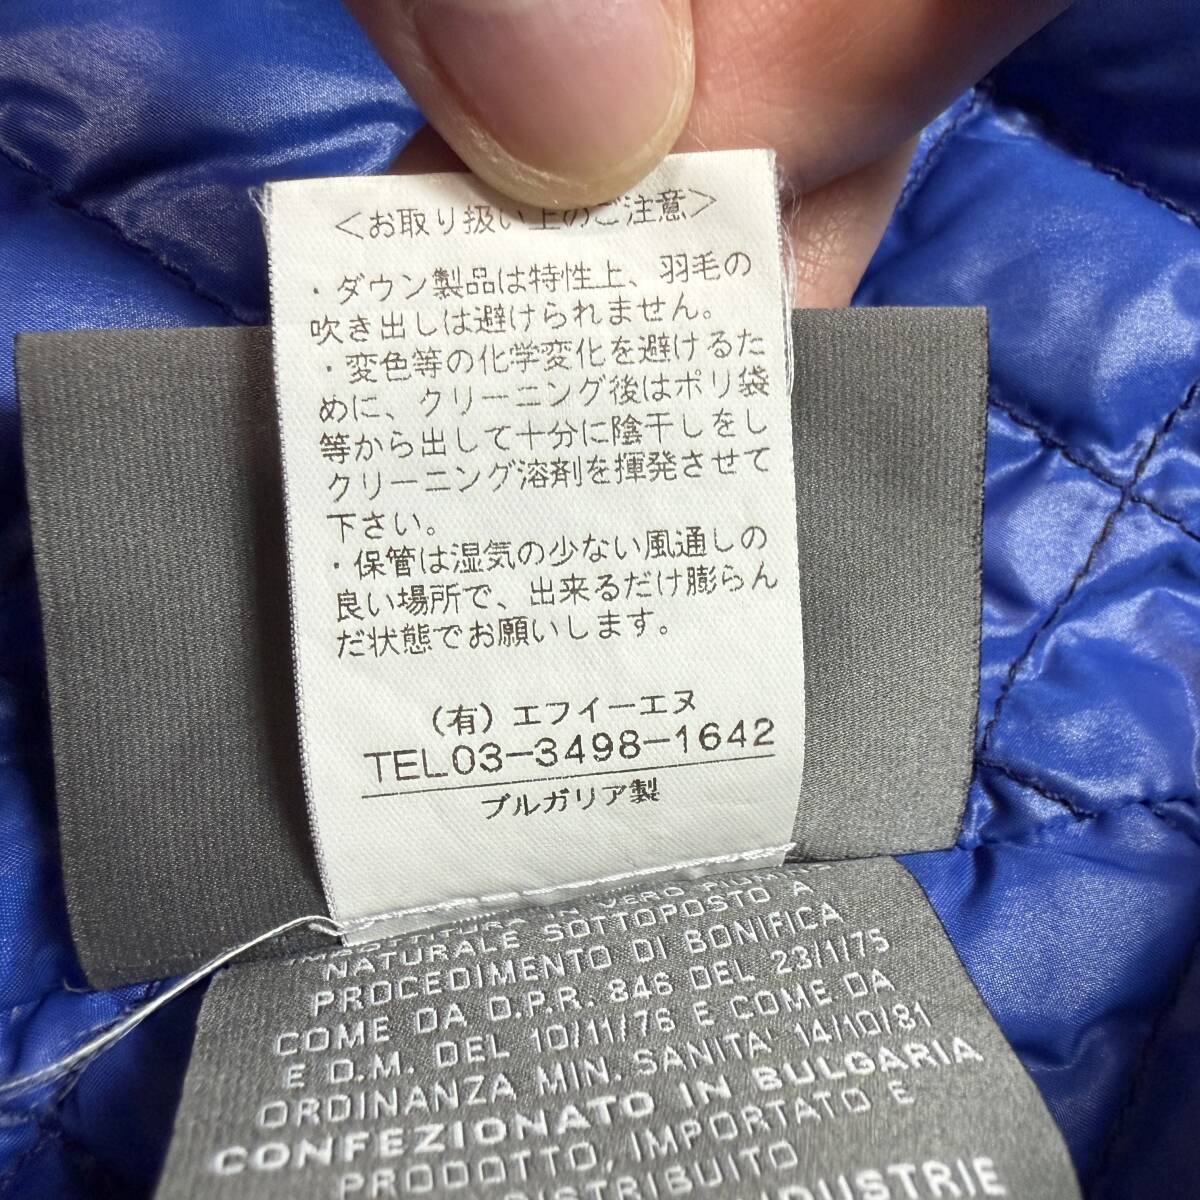 <お取り扱い上のご注意>
・ダウン製品は特性上、羽毛の
吹き出しは避けられません。
・変色等の化学変化を避けるた
めに、クリーニング後はポリ袋
等から出して十分に陰干しをし
クリーニング溶剤を揮発させて
下さい。
・保管は湿気の少ない風通しの
良い場所で、出来るだけ膨らん
だ状態でお願いします。
(有)エフイーエヌ
TEL03-3498-1642
ブルガリア製
IMBOTTITURA IN VERO
NATURALE SOTTOPOSTO A
PROCEDIMENTO DI BONIFICA
COME DA D.P.R. 846 DEL 23/1/75
E D.M. DEL 10/11/76 E COME DA
ORDINANZA MIN. SANITA' 14/10/81
CONFEZIONATO IN BULGARIA
PRODOTTO, IMPORTATO E
DISTRIBUITO
INDUSTRIE